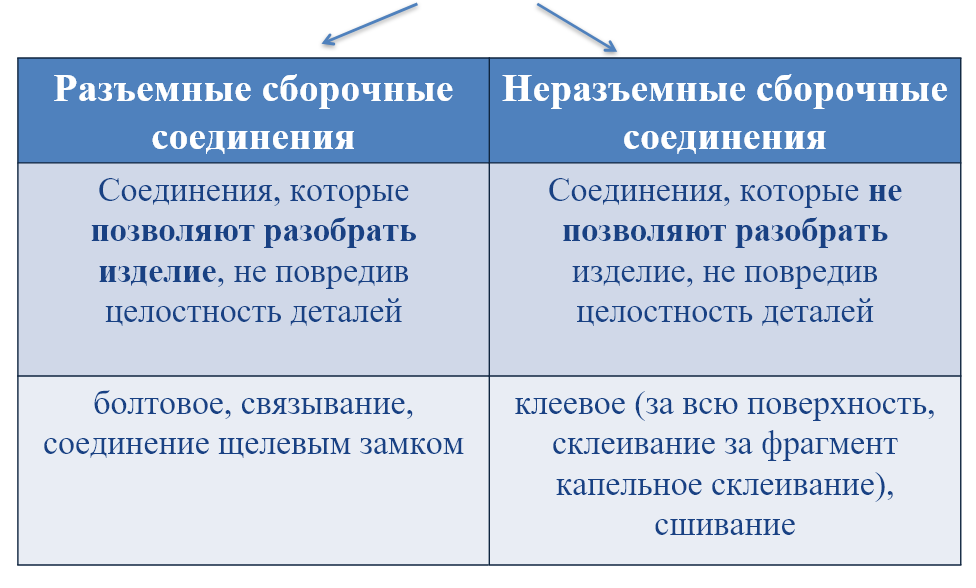 Разъемные сборочные
соединения
Неразъемные сборочные
соединения
Соединения, которые
позволяют разобрать
изделие, не повредив
целостность деталей
Соединения, которые не
позволяют разобрать
изделие, не повредив
целостность деталей
болтовое, связывание,
соединение щелевым замком
клеевое (за всю поверхность,
склеивание за фрагмент
капельное склеивание),
сшивание